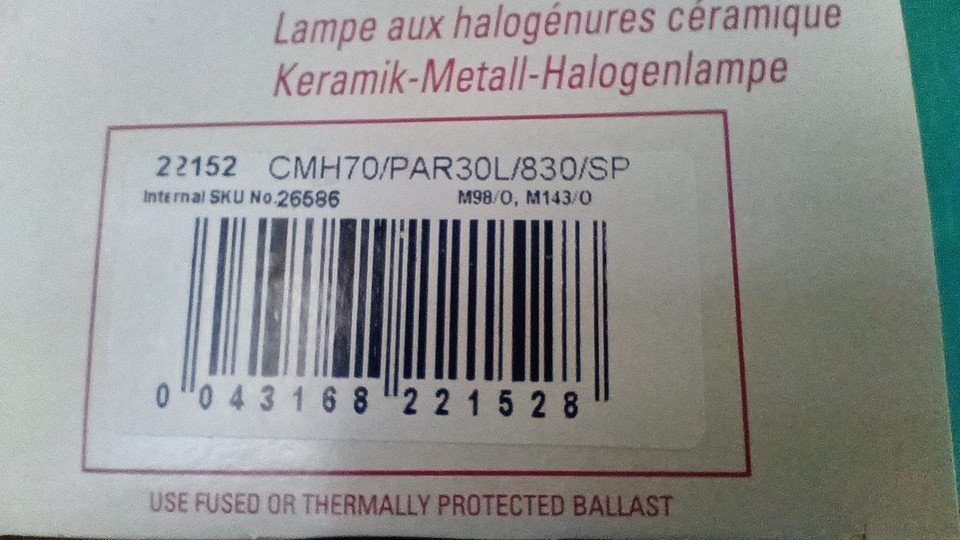 Lampe aux halogénures céramique
Keramik-Metall-Halogenlampe
22152 CMH70/PAR30L/830/SP
Internal SKU No.26586 M98/O, M143/O
0 043168 221528
USE FUSED OR THERMALLY PROTECTED BALLAST